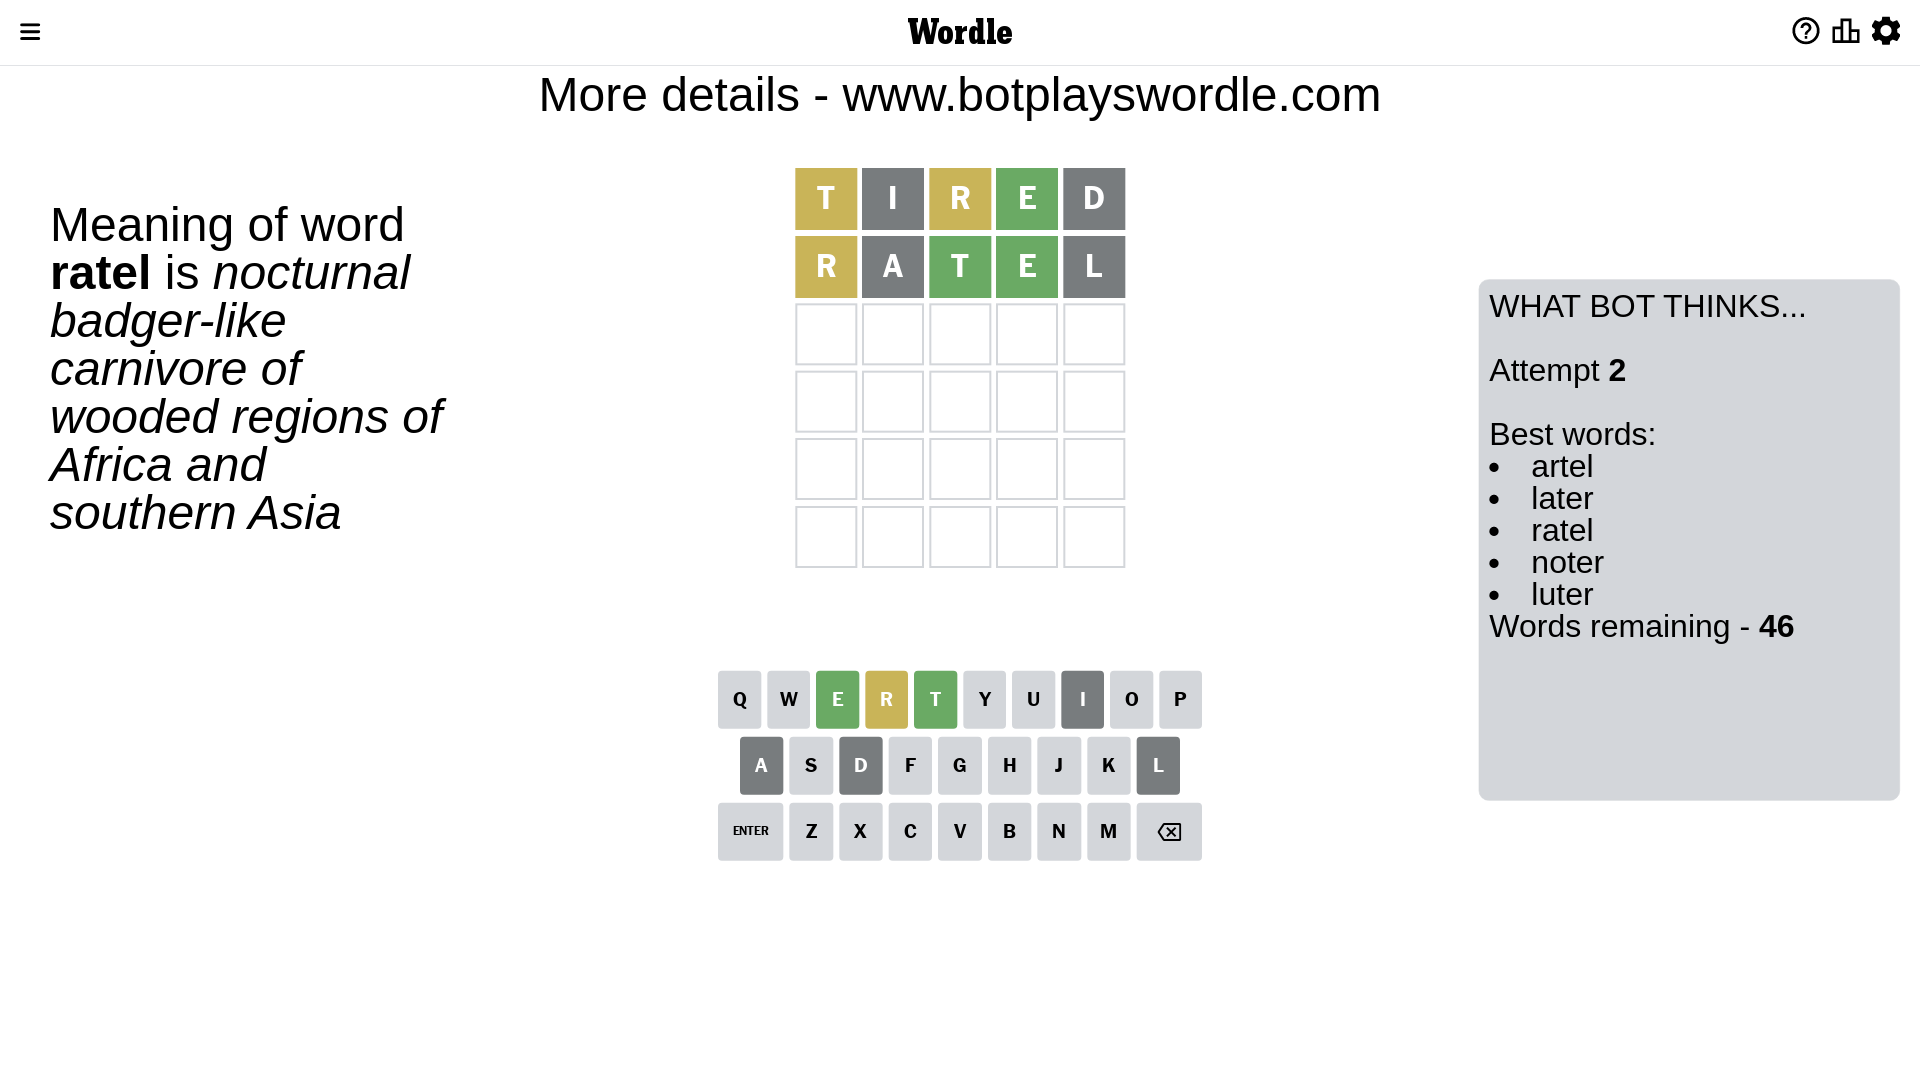 Wordle
More details - www.botplayswordle.com
Meaning of word
ratel is nocturnal
badger-like
carnivore of
wooded regions of
Africa and
southern Asia
T I R E D
R A T E L
WHAT BOT THINKS...
Attempt 2
Best words:
• artel
• later
• ratel
• noter
• luter
Words remaining - 46
Q W E R T Y U I O P
A S D F G H J K L
ENTER Z X C V B N M